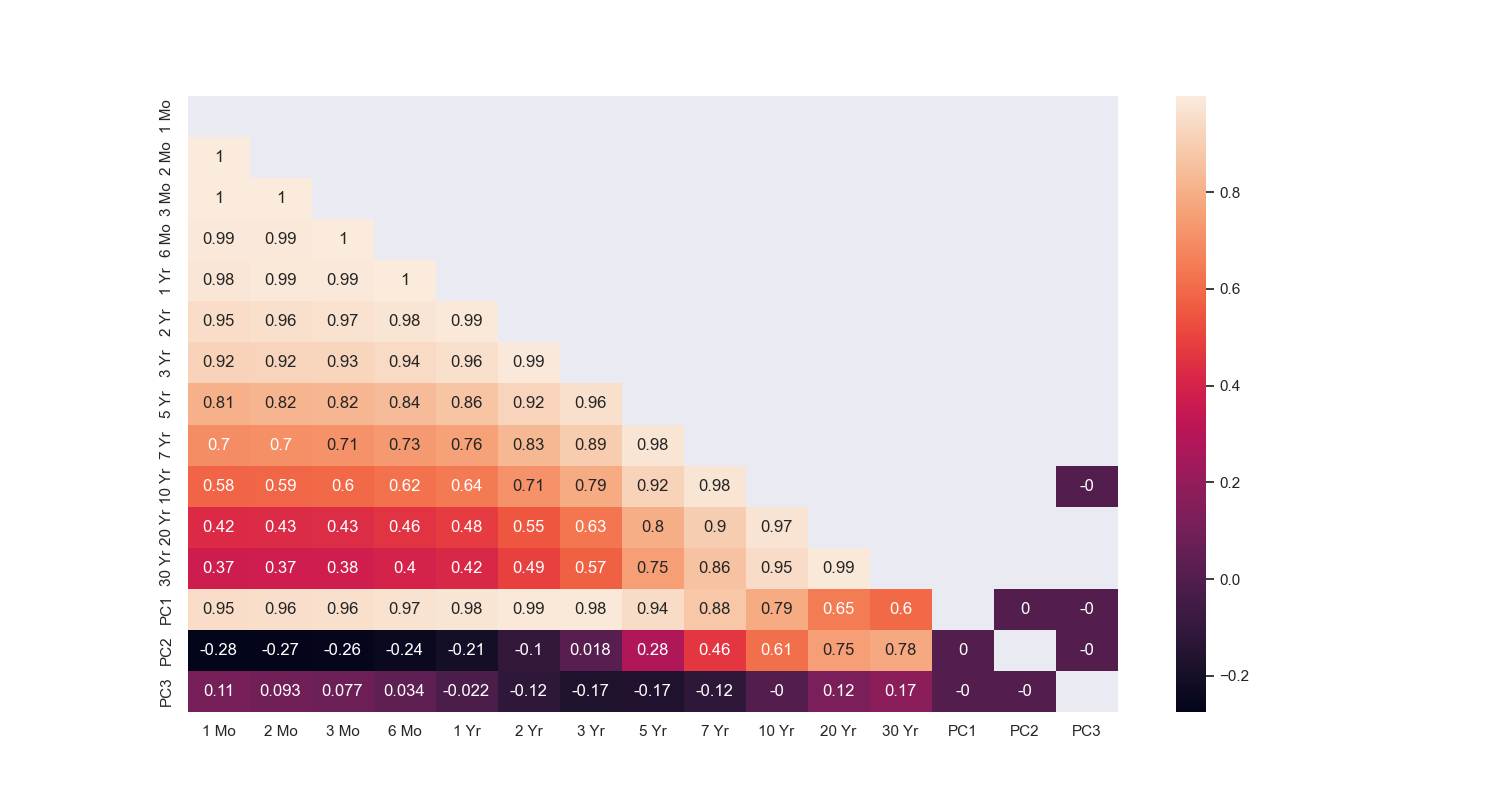 1 Mo
2 Mo 1
3 Mo 1 1 0.8
6 Mo 0.99 0.99 1
1 Yr 0.98 0.99 0.99 1 0.6
2 Yr 0.95 0.96 0.97 0.98 0.99
3 Yr 0.92 0.92 0.93 0.94 0.96 0.99
5 Yr 0.81 0.82 0.82 0.84 0.86 0.92 0.96 0.4
7 Yr 0.7 0.7 0.71 0.73 0.76 0.83 0.89 0.98
10 Yr 0.58 0.59 0.6 0.62 0.64 0.71 0.79 0.92 0.98 -0 0.2
20 Yr 0.42 0.43 0.43 0.46 0.48 0.55 0.63 0.8 0.9 0.97
30 Yr 0.37 0.37 0.38 0.4 0.42 0.49 0.57 0.75 0.86 0.95 0.99 0.0
PC1 0.95 0.96 0.96 0.97 0.98 0.99 0.98 0.94 0.88 0.79 0.65 0.6 0 -0
PC2 -0.28 -0.27 -0.26 -0.24 -0.21 -0.1 0.018 0.28 0.46 0.61 0.75 0.78 0 -0
PC3 0.11 0.093 0.077 0.034 -0.022 -0.12 -0.17 -0.17 -0.12 -0 0.12 0.17 -0 -0 −0.2
1 Mo 2 Mo 3 Mo 6 Mo 1 Yr 2 Yr 3 Yr 5 Yr 7 Yr 10 Yr 20 Yr 30 Yr PC1 PC2 PC3